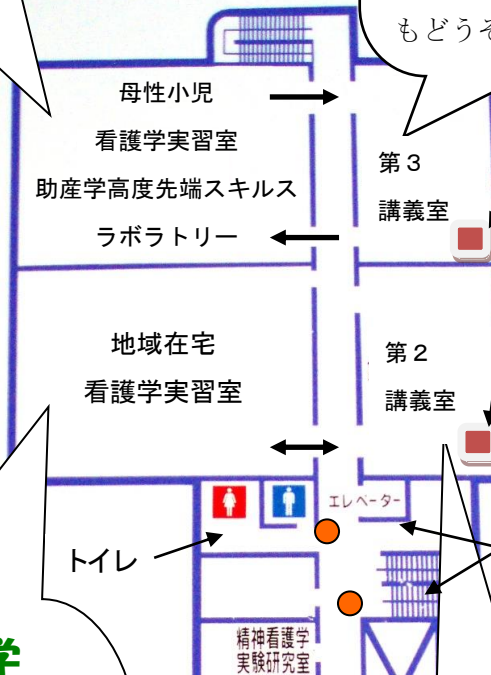 もどうぞ
母性小児
看護学実習室
助産学高度先端スキルス
ラボラトリー
第3
講義室
地域在宅
看護学実習室
第2
講義室
エレベーター
トイレ
精神看護学
実験研究室
学